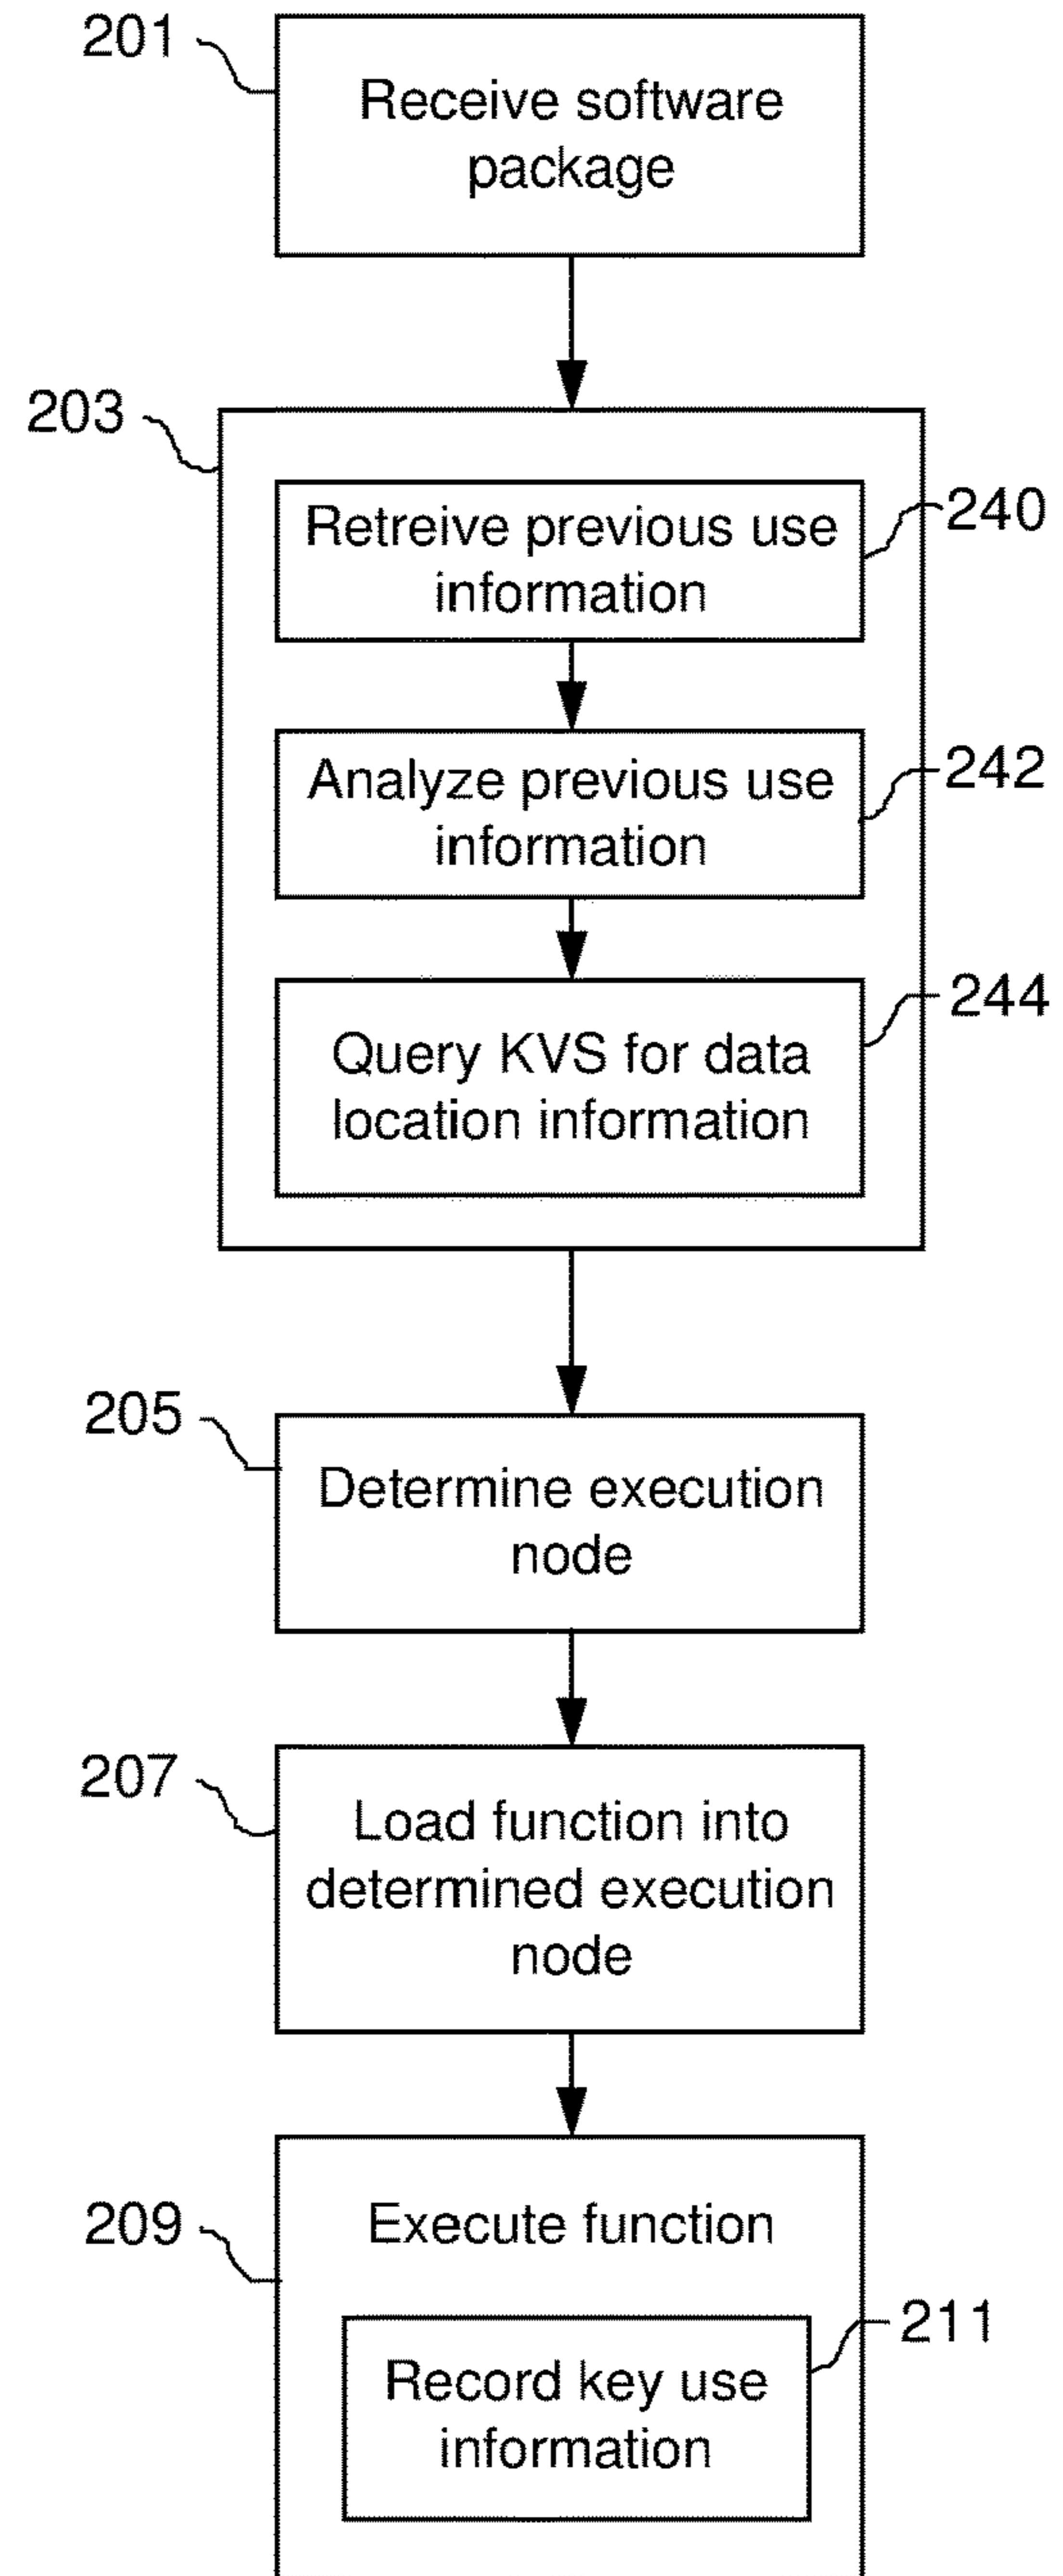 201
Receive software
package
203
Retreive previous use
information
240
Analyze previous use
information
242
Query KVS for data
location information
244
205
Determine execution
node
207
Load function into
determined execution
node
209
Execute function
211
Record key use
information